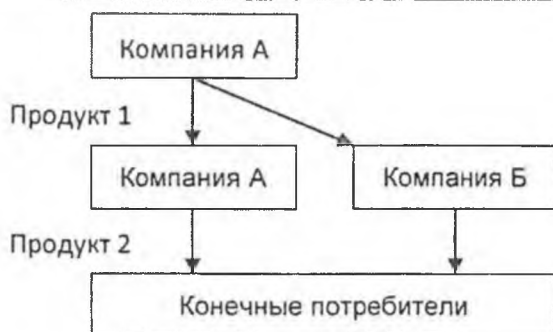 Компания А
Продукт 1
Компания А
Компания Б
Продукт 2
Конечные потребители